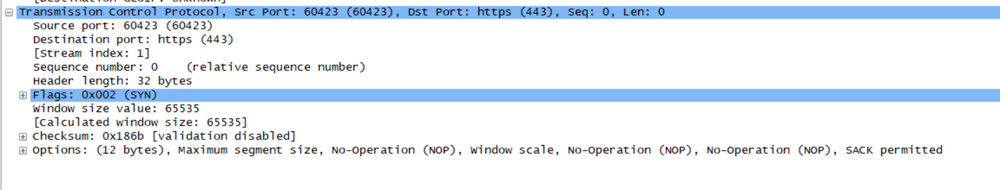 Transmission Control Protocol, Src Port: 60423 (60423), Dst Port: https (443), Seq: 0, Len: 0
Source port: 60423 (60423)
Destination port: https (443)
[Stream index: 1]
Sequence number: 0    (relative sequence number)
Header length: 32 bytes
Flags: 0x002 (SYN)
Window size value: 65535
[Calculated window size: 65535]
Checksum: 0x186b [validation disabled]
Options: (12 bytes), Maximum segment size, No-Operation (NOP), Window scale, No-Operation (NOP), No-Operation (NOP), SACK permitted